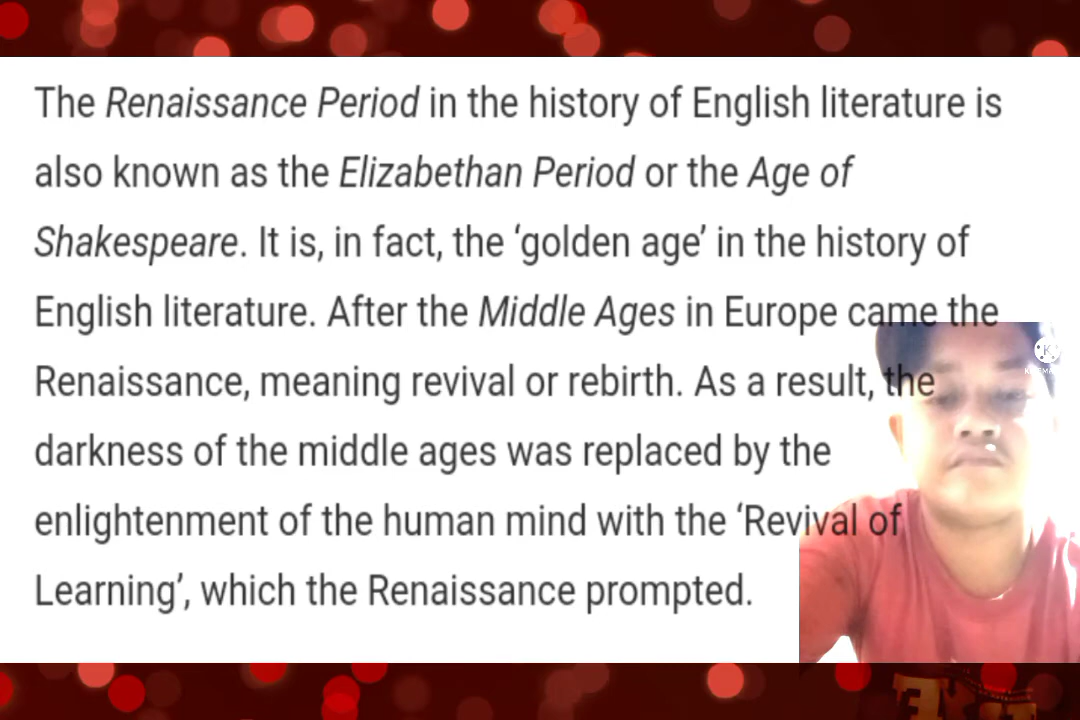 The Renaissance Period in the history of English literature is
also known as the Elizabethan Period or the Age of
Shakespeare. It is, in fact, the ‘golden age’ in the history of
English literature. After the Middle Ages in Europe came the
Renaissance, meaning revival or rebirth. As a result, the
darkness of the middle ages was replaced by the
enlightenment of the human mind with the ‘Revival of
Learning’, which the Renaissance prompted.